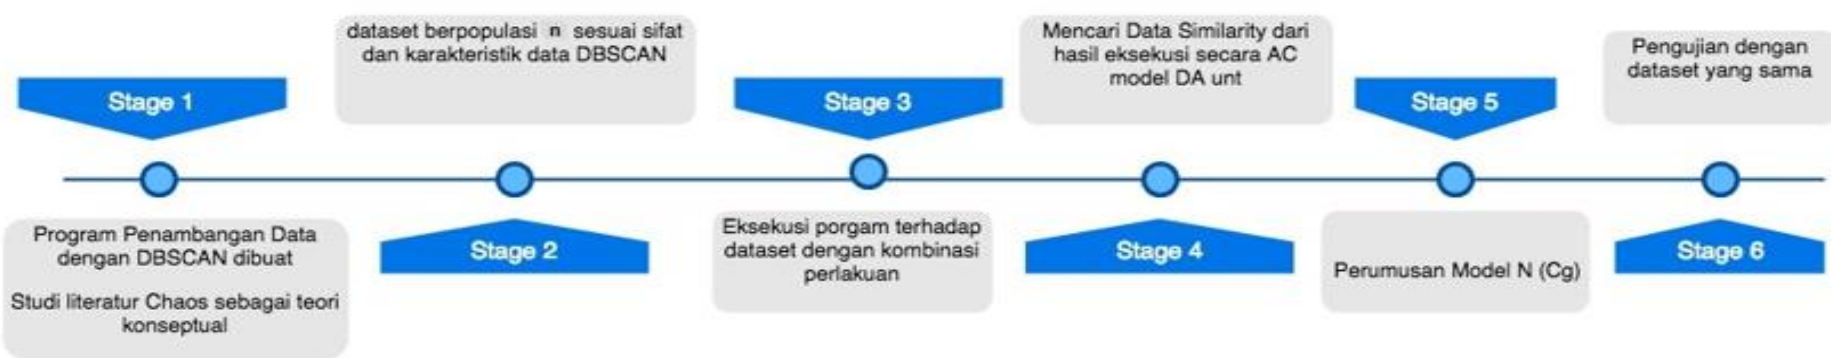 Stage 1
Program Penambangan Data
dengan DBSCAN dibuat
Studi literatur Chaos sebagai teori
konseptual
dataset berpopulasi n sesuai sifat
dan karakteristik data DBSCAN
Stage 2
Stage 3
Eksekusi porgam terhadap
dataset dengan kombinasi
perlakuan
Mencari Data Similarity dari
hasil eksekusi secara AC
model DA unt
Stage 4
Stage 5
Perumusan Model N (Cg)
Pengujian dengan
dataset yang sama
Stage 6